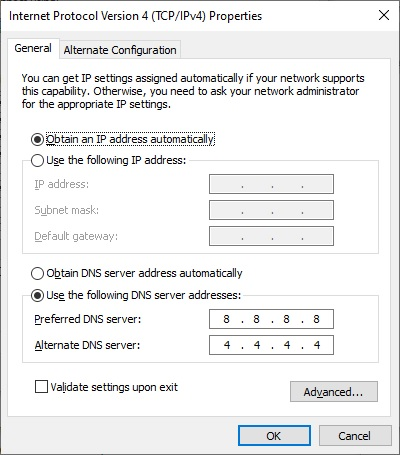 Internet Protocol Version 4 (TCP/IPv4) Properties
General
Alternate Configuration
You can get IP settings assigned automatically if your network supports
this capability. Otherwise, you need to ask your network administrator
for the appropriate IP settings.
Obtain an IP address automatically
Use the following IP address:
IP address: . . .
Subnet mask: . . .
Default gateway: . . .
Obtain DNS server address automatically
Use the following DNS server addresses:
Preferred DNS server: 8 . 8 . 8 . 8
Alternate DNS server: 4 . 4 . 4 . 4
Validate settings upon exit
Advanced...
OK
Cancel